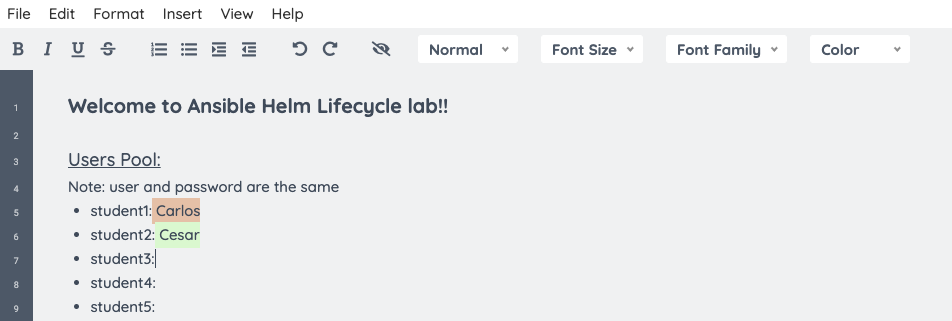 File Edit Format Insert View Help
B I U S Normal Font Size Font Family Color
1 Welcome to Ansible Helm Lifecycle lab!!
2
3 Users Pool:
4 Note: user and password are the same
5 • student1: Carlos
6 • student2: Cesar
7 • student3:
8 • student4:
9 • student5: